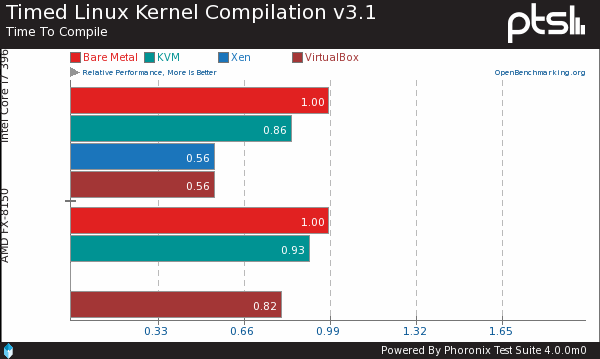 Timed Linux Kernel Compilation v3.1
Time To Compile
pts
Bare Metal KVM Xen VirtualBox
Relative Performance, More Is Better
OpenBenchmarking.org
Intel Core i7 396
1.00
0.86
0.56
0.56
AMD FX-8150
1.00
0.93
0.82
0.33 0.66 0.99 1.32 1.65
Powered By Phoronix Test Suite 4.0.0m0